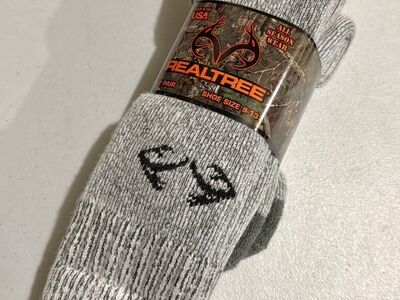 USA
ALL
SEASON
WEAR
REALTREE
PAIR
SHOE SIZE 9-13